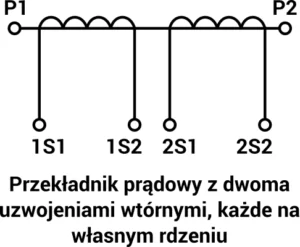 P1 P2
1S1 1S2 2S1 2S2
Przekładnik prądowy z dwoma
uzwojeniami wtórnymi, każde na
własnym rdzeniu